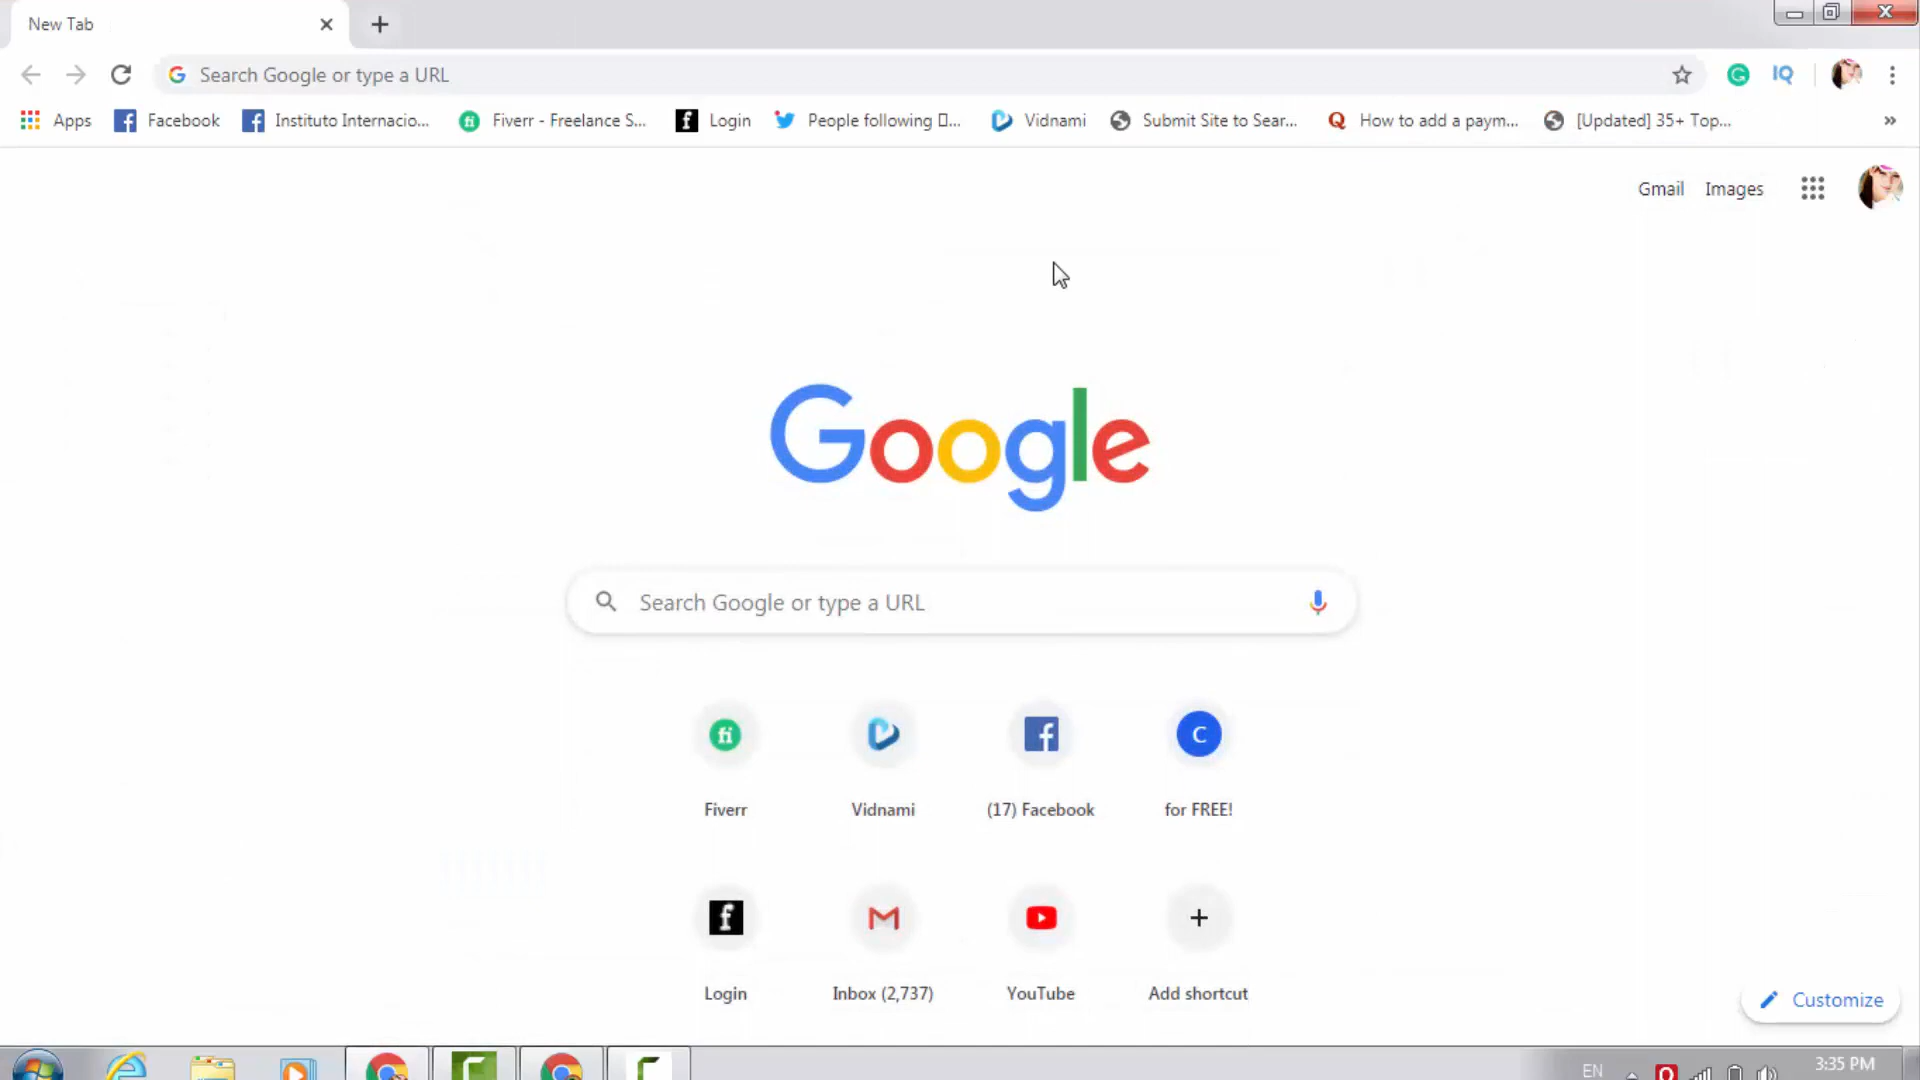 New Tab
Search Google or type a URL
IQ
Apps Facebook Instituto Internacio... Fiverr - Freelance S... Login People following ... Vidnami Submit Site to Sear... How to add a paym... [Updated] 35+ Top... »
Gmail Images
Google
Search Google or type a URL
fi C
Fiverr Vidnami (17) Facebook for FREE!
Login Inbox (2,737) YouTube Add shortcut
Customize
EN 3:35 PM